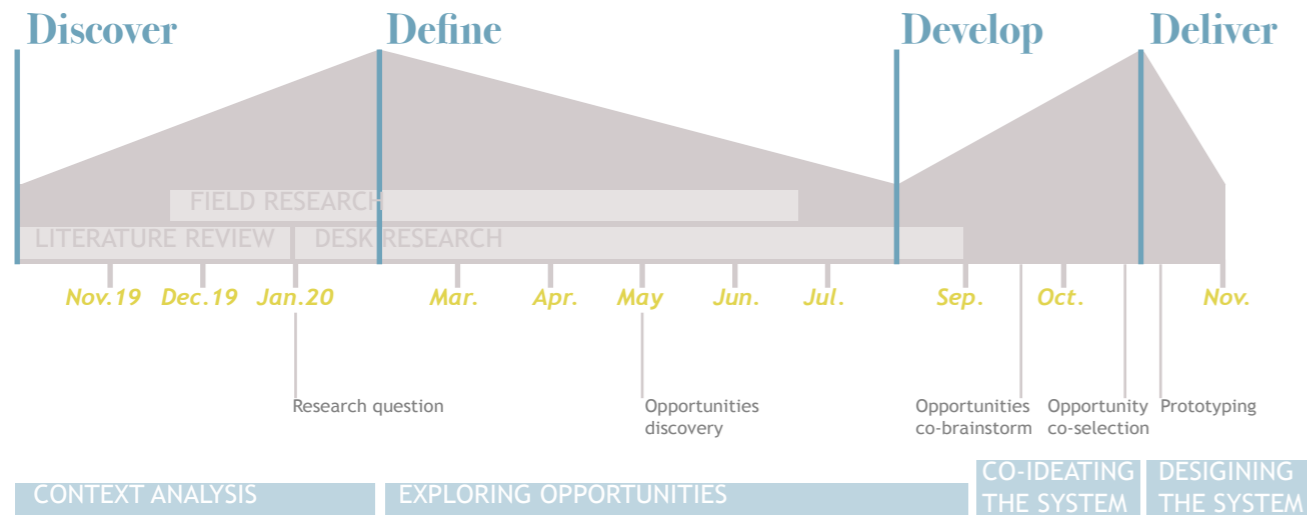 Discover
Define
Develop
Deliver
FIELD RESEARCH
LITERATURE REVIEW
DESK RESEARCH
Nov.19
Dec.19
Jan.20
Mar.
Apr.
May
Jun.
Jul.
Sep.
Oct.
Nov.
Research question
Opportunities
discovery
Opportunities
co-brainstorm
Opportunity
co-selection
Prototyping
CONTEXT ANALYSIS
EXPLORING OPPORTUNITIES
CO-IDEATING
THE SYSTEM
DESIGINING
THE SYSTEM